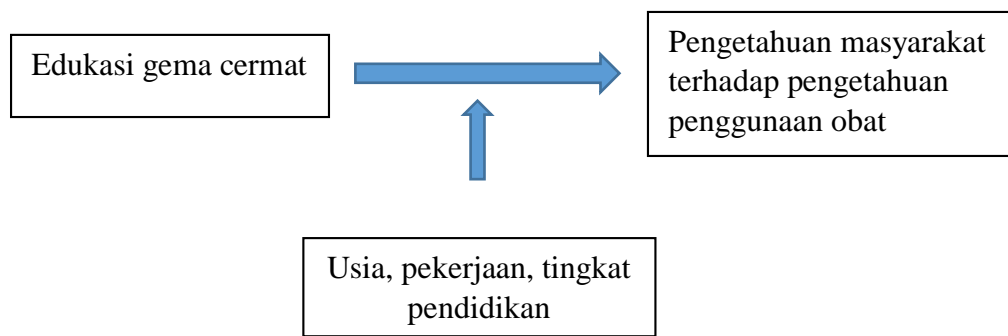 Edukasi gema cermat
Pengetahuan masyarakat
terhadap pengetahuan
penggunaan obat
Usia, pekerjaan, tingkat
pendidikan